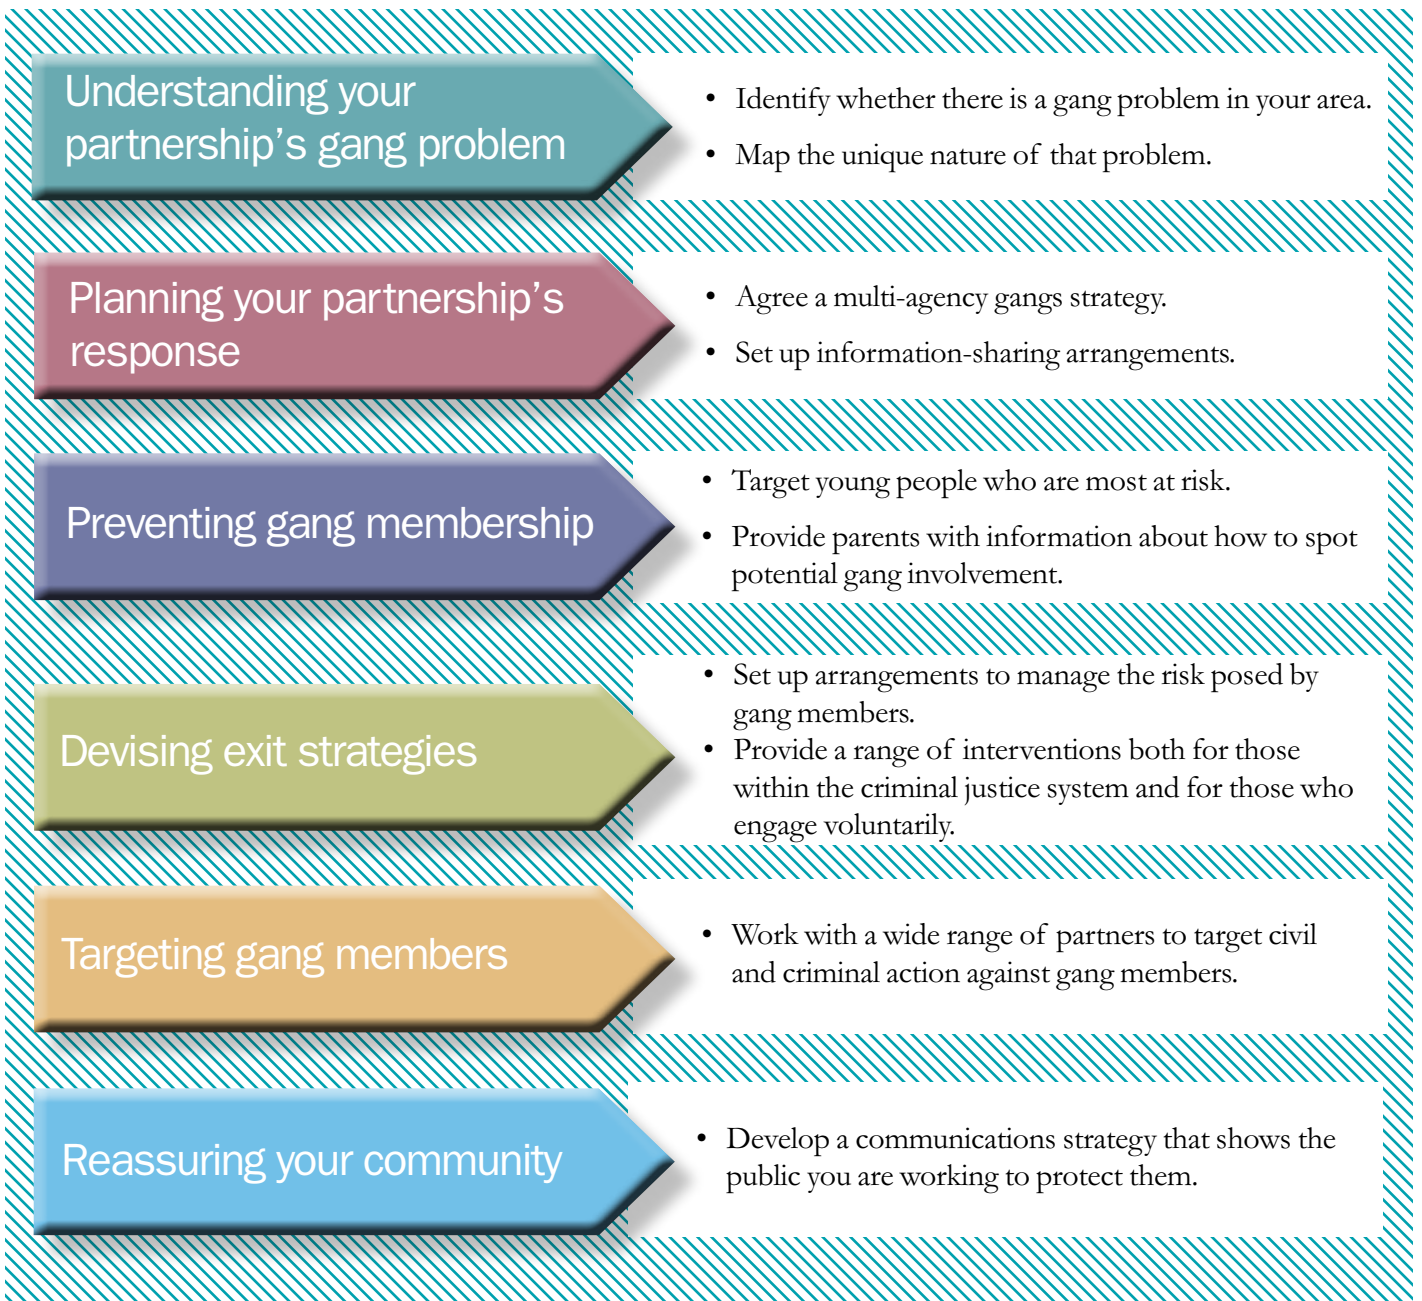 Understanding your
partnership’s gang problem
• Identify whether there is a gang problem in your area.
• Map the unique nature of that problem.
Planning your partnership’s
response
• Agree a multi-agency gangs strategy.
• Set up information-sharing arrangements.
Preventing gang membership
• Target young people who are most at risk.
• Provide parents with information about how to spot
potential gang involvement.
Devising exit strategies
• Set up arrangements to manage the risk posed by
gang members.
• Provide a range of interventions both for those
within the criminal justice system and for those who
engage voluntarily.
Targeting gang members
• Work with a wide range of partners to target civil
and criminal action against gang members.
Reassuring your community
• Develop a communications strategy that shows the
public you are working to protect them.